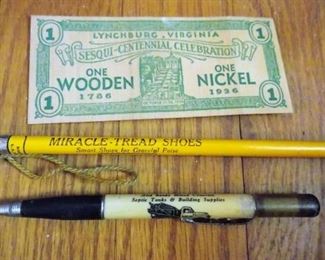 1 LYNCHBURG, VIRGINIA 1
SESQUI-CENTENNIAL CELEBRATION
ONE ONE
WOODEN NICKEL
1786 1936
1 1
MIRACLE-TREAD SHOES
Smart Shoes for Graceful Poise
Septic Tanks & Building Supplies